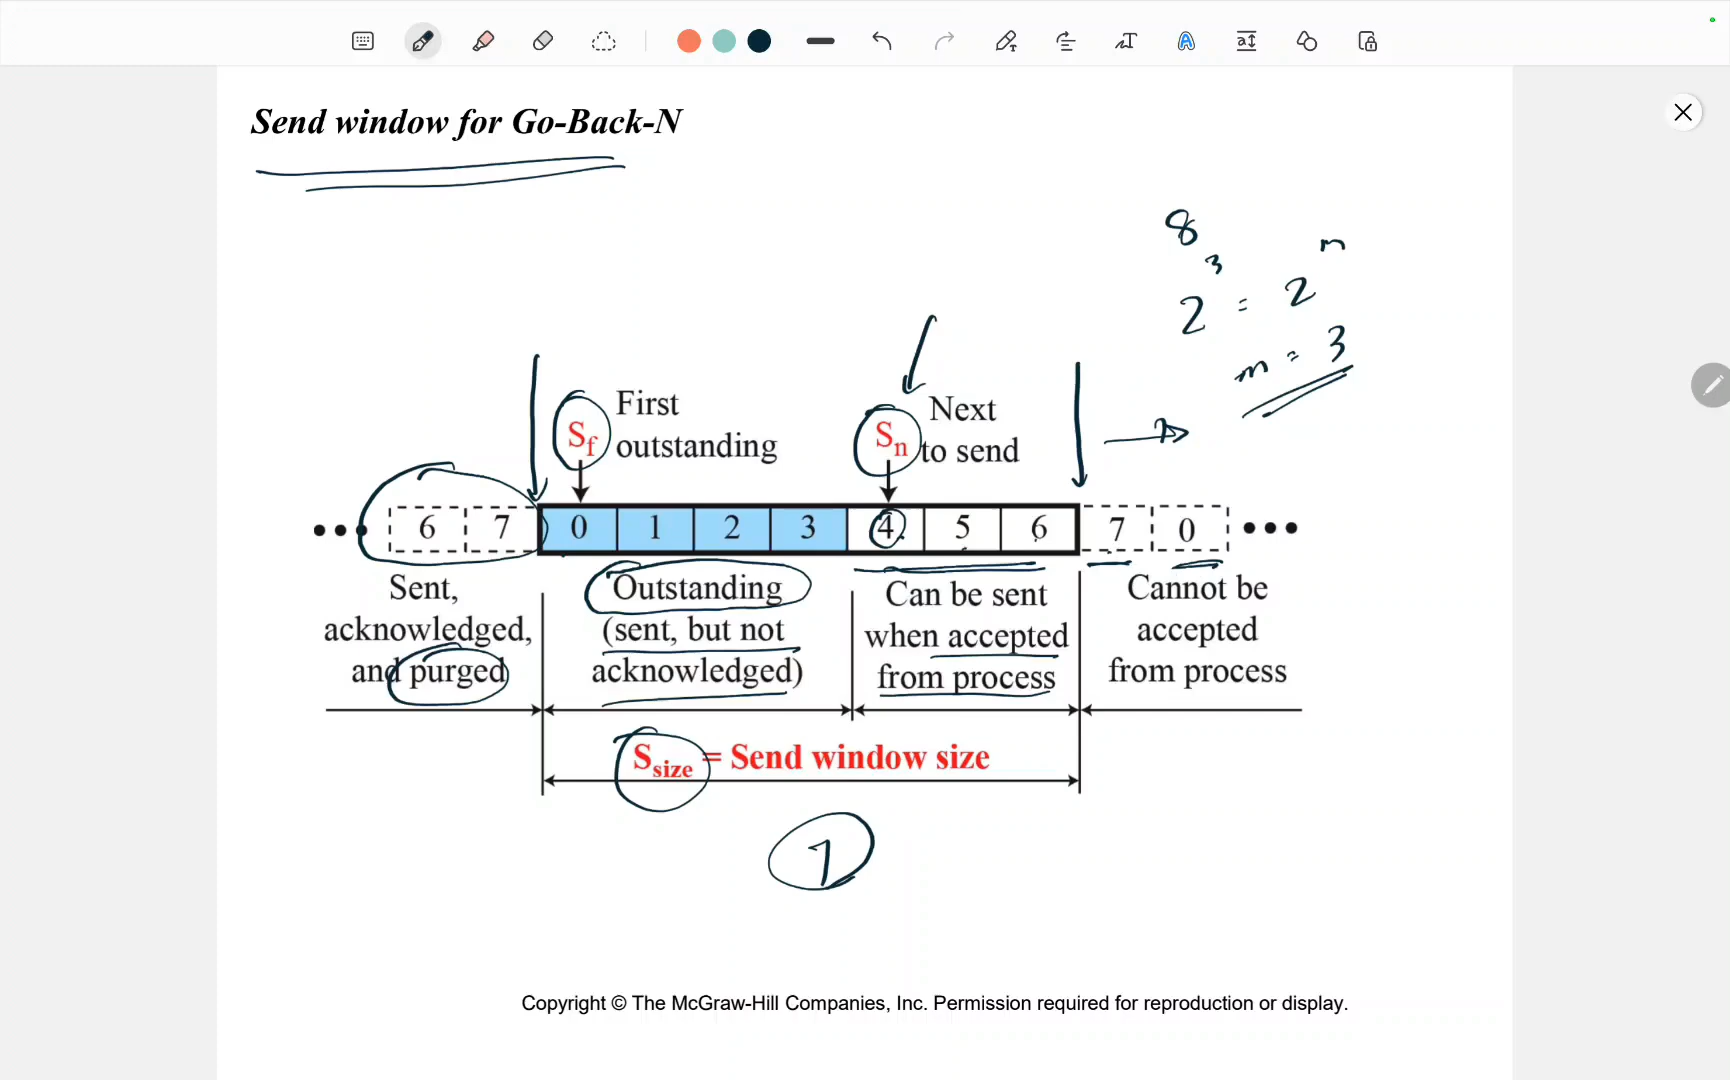 Send window for Go-Back-N
8
2³ = 2ᵐ
m = 3
Sf First outstanding
Sn Next to send
••• 6 7 0 1 2 3 4 5 6 7 0 •••
Sent, acknowledged, and purged
Outstanding (sent, but not acknowledged)
Can be sent when accepted from process
Cannot be accepted from process
Ssize = Send window size
7
Copyright © The McGraw-Hill Companies, Inc. Permission required for reproduction or display.